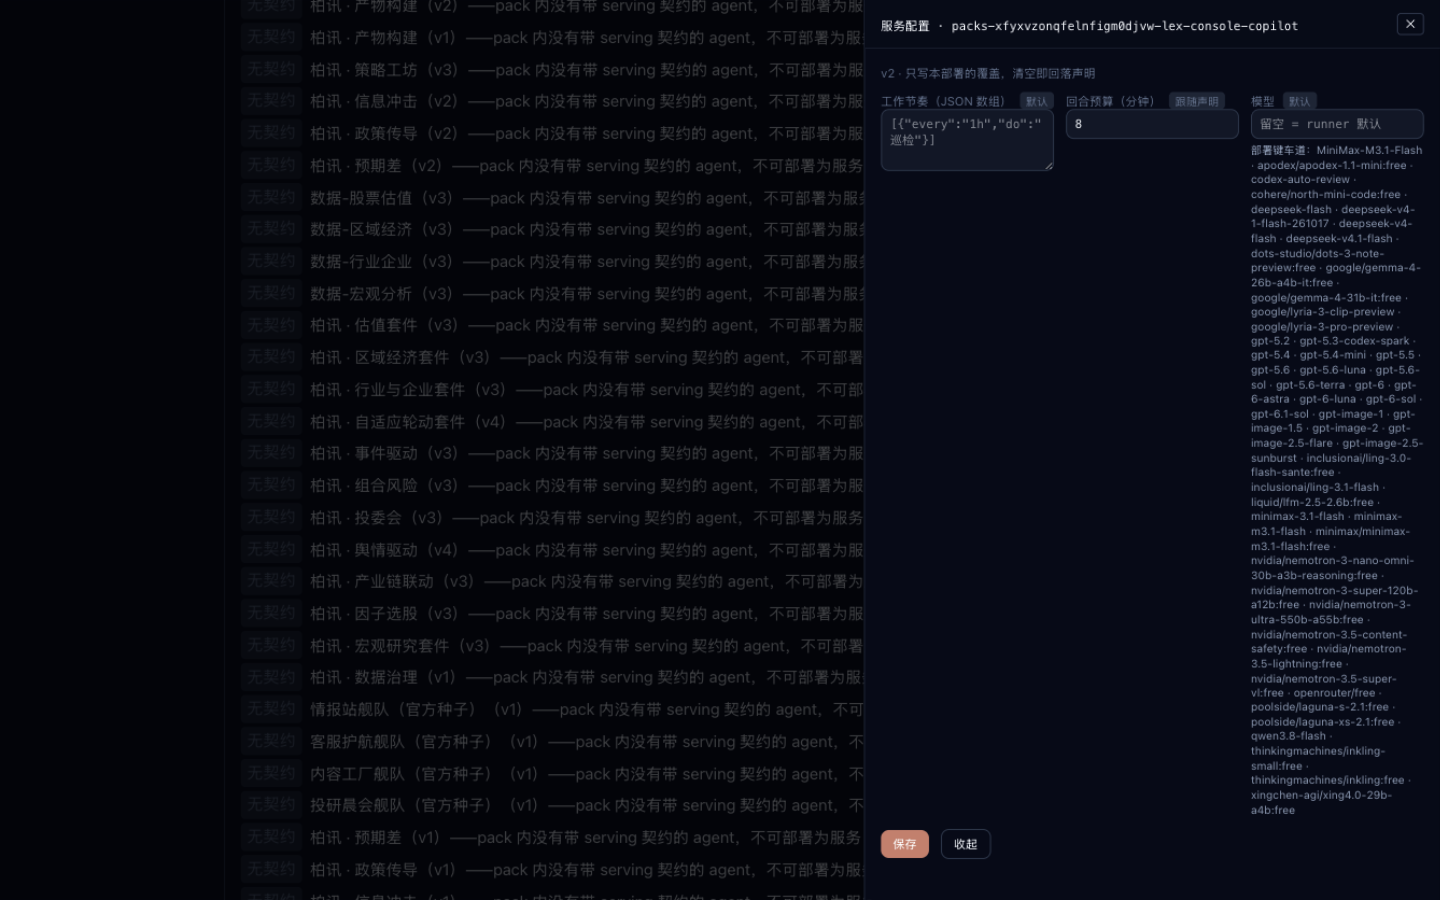 无契约 柏讯 · 产物构建（v2）——pack 内没有带 serving 契约的 agent，不可部署为服
无契约 柏讯 · 产物构建（v1）——pack 内没有带 serving 契约的 agent，不可部署为服
无契约 柏讯 · 策略工坊（v3）——pack 内没有带 serving 契约的 agent，不可部署为服
无契约 柏讯 · 信息冲击（v2）——pack 内没有带 serving 契约的 agent，不可部署为服
无契约 柏讯 · 政策传导（v2）——pack 内没有带 serving 契约的 agent，不可部署为服
无契约 柏讯 · 预期差（v2）——pack 内没有带 serving 契约的 agent，不可部署为服务
无契约 数据-股票估值（v3）——pack 内没有带 serving 契约的 agent，不可部署为服务
无契约 数据-区域经济（v3）——pack 内没有带 serving 契约的 agent，不可部署为服务
无契约 数据-行业企业（v3）——pack 内没有带 serving 契约的 agent，不可部署为服务
无契约 数据-宏观分析（v3）——pack 内没有带 serving 契约的 agent，不可部署为服务
无契约 柏讯 · 估值套件（v3）——pack 内没有带 serving 契约的 agent，不可部署为服
无契约 柏讯 · 区域经济套件（v3）——pack 内没有带 serving 契约的 agent，不可部署
无契约 柏讯 · 行业与企业套件（v3）——pack 内没有带 serving 契约的 agent，不可部
无契约 柏讯 · 自适应轮动套件（v4）——pack 内没有带 serving 契约的 agent，不可部
无契约 柏讯 · 事件驱动（v3）——pack 内没有带 serving 契约的 agent，不可部署为服
无契约 柏讯 · 组合风险（v3）——pack 内没有带 serving 契约的 agent，不可部署为服
无契约 柏讯 · 投委会（v3）——pack 内没有带 serving 契约的 agent，不可部署为服务
无契约 柏讯 · 舆情驱动（v4）——pack 内没有带 serving 契约的 agent，不可部署为服
无契约 柏讯 · 产业链联动（v3）——pack 内没有带 serving 契约的 agent，不可部署为
无契约 柏讯 · 因子选股（v3）——pack 内没有带 serving 契约的 agent，不可部署为服
无契约 柏讯 · 宏观研究套件（v3）——pack 内没有带 serving 契约的 agent，不可部署
无契约 柏讯 · 数据治理（v1）——pack 内没有带 serving 契约的 agent，不可部署为服
无契约 情报站舰队（官方种子）（v1）——pack 内没有带 serving 契约的 agent，不可
无契约 客服护航舰队（官方种子）（v1）——pack 内没有带 serving 契约的 agent，不
无契约 内容工厂舰队（官方种子）（v1）——pack 内没有带 serving 契约的 agent，不
无契约 投研晨会舰队（官方种子）（v1）——pack 内没有带 serving 契约的 agent，不
无契约 柏讯 · 预期差（v1）——pack 内没有带 serving 契约的 agent，不可部署为服务
无契约 柏讯 · 政策传导（v1）——pack 内没有带 serving 契约的 agent，不可部署为服
无契约 柏讯 · 信息冲击（v1）——pack 内没有带 serving 契约的 agent，不可部署为服
服务配置 · packs-xfyxvzonqfelnfigm0djvw-lex-console-copilot
v2 · 只写本部署的覆盖，清空即回落声明
工作节奏（JSON 数组） 默认
[{"every":"1h","do":"
巡检"}]
回合预算（分钟） 跟随声明
8
模型 默认
留空 = runner 默认
部署键车道：MiniMax-M3.1-Flash
· apodex/apodex-1.1-mini:free ·
codex-auto-review ·
cohere/north-mini-code:free ·
deepseek-flash · deepseek-v4-
1-flash-261017 · deepseek-v4-
flash · deepseek-v4.1-flash ·
dots-studio/dots-3-note-
preview:free · google/gemma-4-
26b-a4b-it:free ·
google/gemma-4-31b-it:free ·
google/lyria-3-clip-preview ·
google/lyria-3-pro-preview ·
gpt-5.2 · gpt-5.3-codex-spark ·
gpt-5.4 · gpt-5.4-mini · gpt-5.5 ·
gpt-5.6 · gpt-5.6-luna · gpt-5.6-
sol · gpt-5.6-terra · gpt-6 · gpt-
6-astra · gpt-6-luna · gpt-6-sol ·
gpt-6.1-sol · gpt-image-1 · gpt-
image-1.5 · gpt-image-2 · gpt-
image-2.5-flare · gpt-image-2.5-
sunburst · inclusionai/ling-3.0-
flash-sante:free ·
inclusionai/ling-3.1-flash ·
liquid/lfm-2.5-2.6b:free ·
minimax-3.1-flash · minimax-
m3.1-flash · minimax/minimax-
m3.1-flash:free ·
nvidia/nemotron-3-nano-omni-
30b-a3b-reasoning:free ·
nvidia/nemotron-3-super-120b-
a12b:free · nvidia/nemotron-3-
ultra-550b-a55b:free ·
nvidia/nemotron-3.5-content-
safety:free · nvidia/nemotron-
3.5-lightning:free ·
nvidia/nemotron-3.5-super-
vl:free · openrouter/free ·
poolside/laguna-s-2.1:free ·
poolside/laguna-xs-2.1:free ·
qwen3.8-flash ·
thinkingmachines/inkling-
small:free ·
thinkingmachines/inkling:free ·
xingchen-agi/xing4.0-29b-
a4b:free
保存 收起